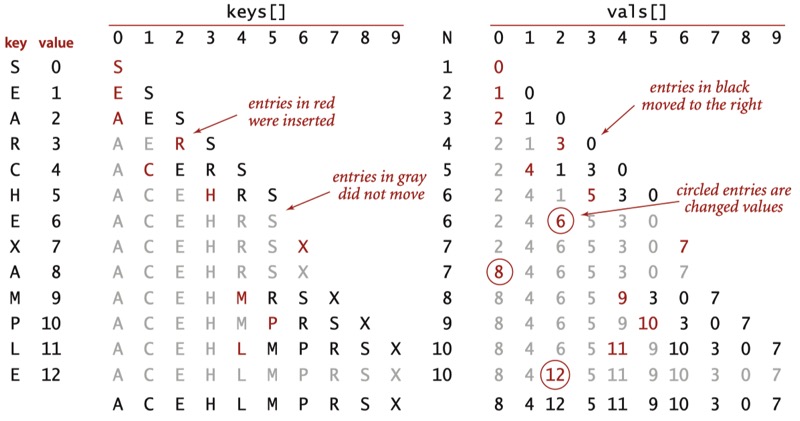 keys[] vals[]
key value 0 1 2 3 4 5 6 7 8 9 N 0 1 2 3 4 5 6 7 8 9
S 0 S 1 0
E 1 E S 2 1 0
entries in red
were inserted
entries in black
moved to the right
A 2 A E S 3 2 1 0
R 3 A E R S 4 2 1 3 0
C 4 A C E R S 5 2 4 1 3 0
entries in gray
did not move
circled entries are
changed values
H 5 A C E H R S 6 2 4 1 5 3 0
E 6 A C E H R S 6 2 4 6 5 3 0
X 7 A C E H R S X 7 2 4 6 5 3 0 7
A 8 A C E H R S X 7 8 4 6 5 3 0 7
M 9 A C E H M R S X 8 8 4 6 5 9 3 0 7
P 10 A C E H M P R S X 9 8 4 6 5 9 10 3 0 7
L 11 A C E H L M P R S X 10 8 4 6 5 11 9 10 3 0 7
E 12 A C E H L M P R S X 10 8 4 12 5 11 9 10 3 0 7
A C E H L M P R S X 8 4 12 5 11 9 10 3 0 7